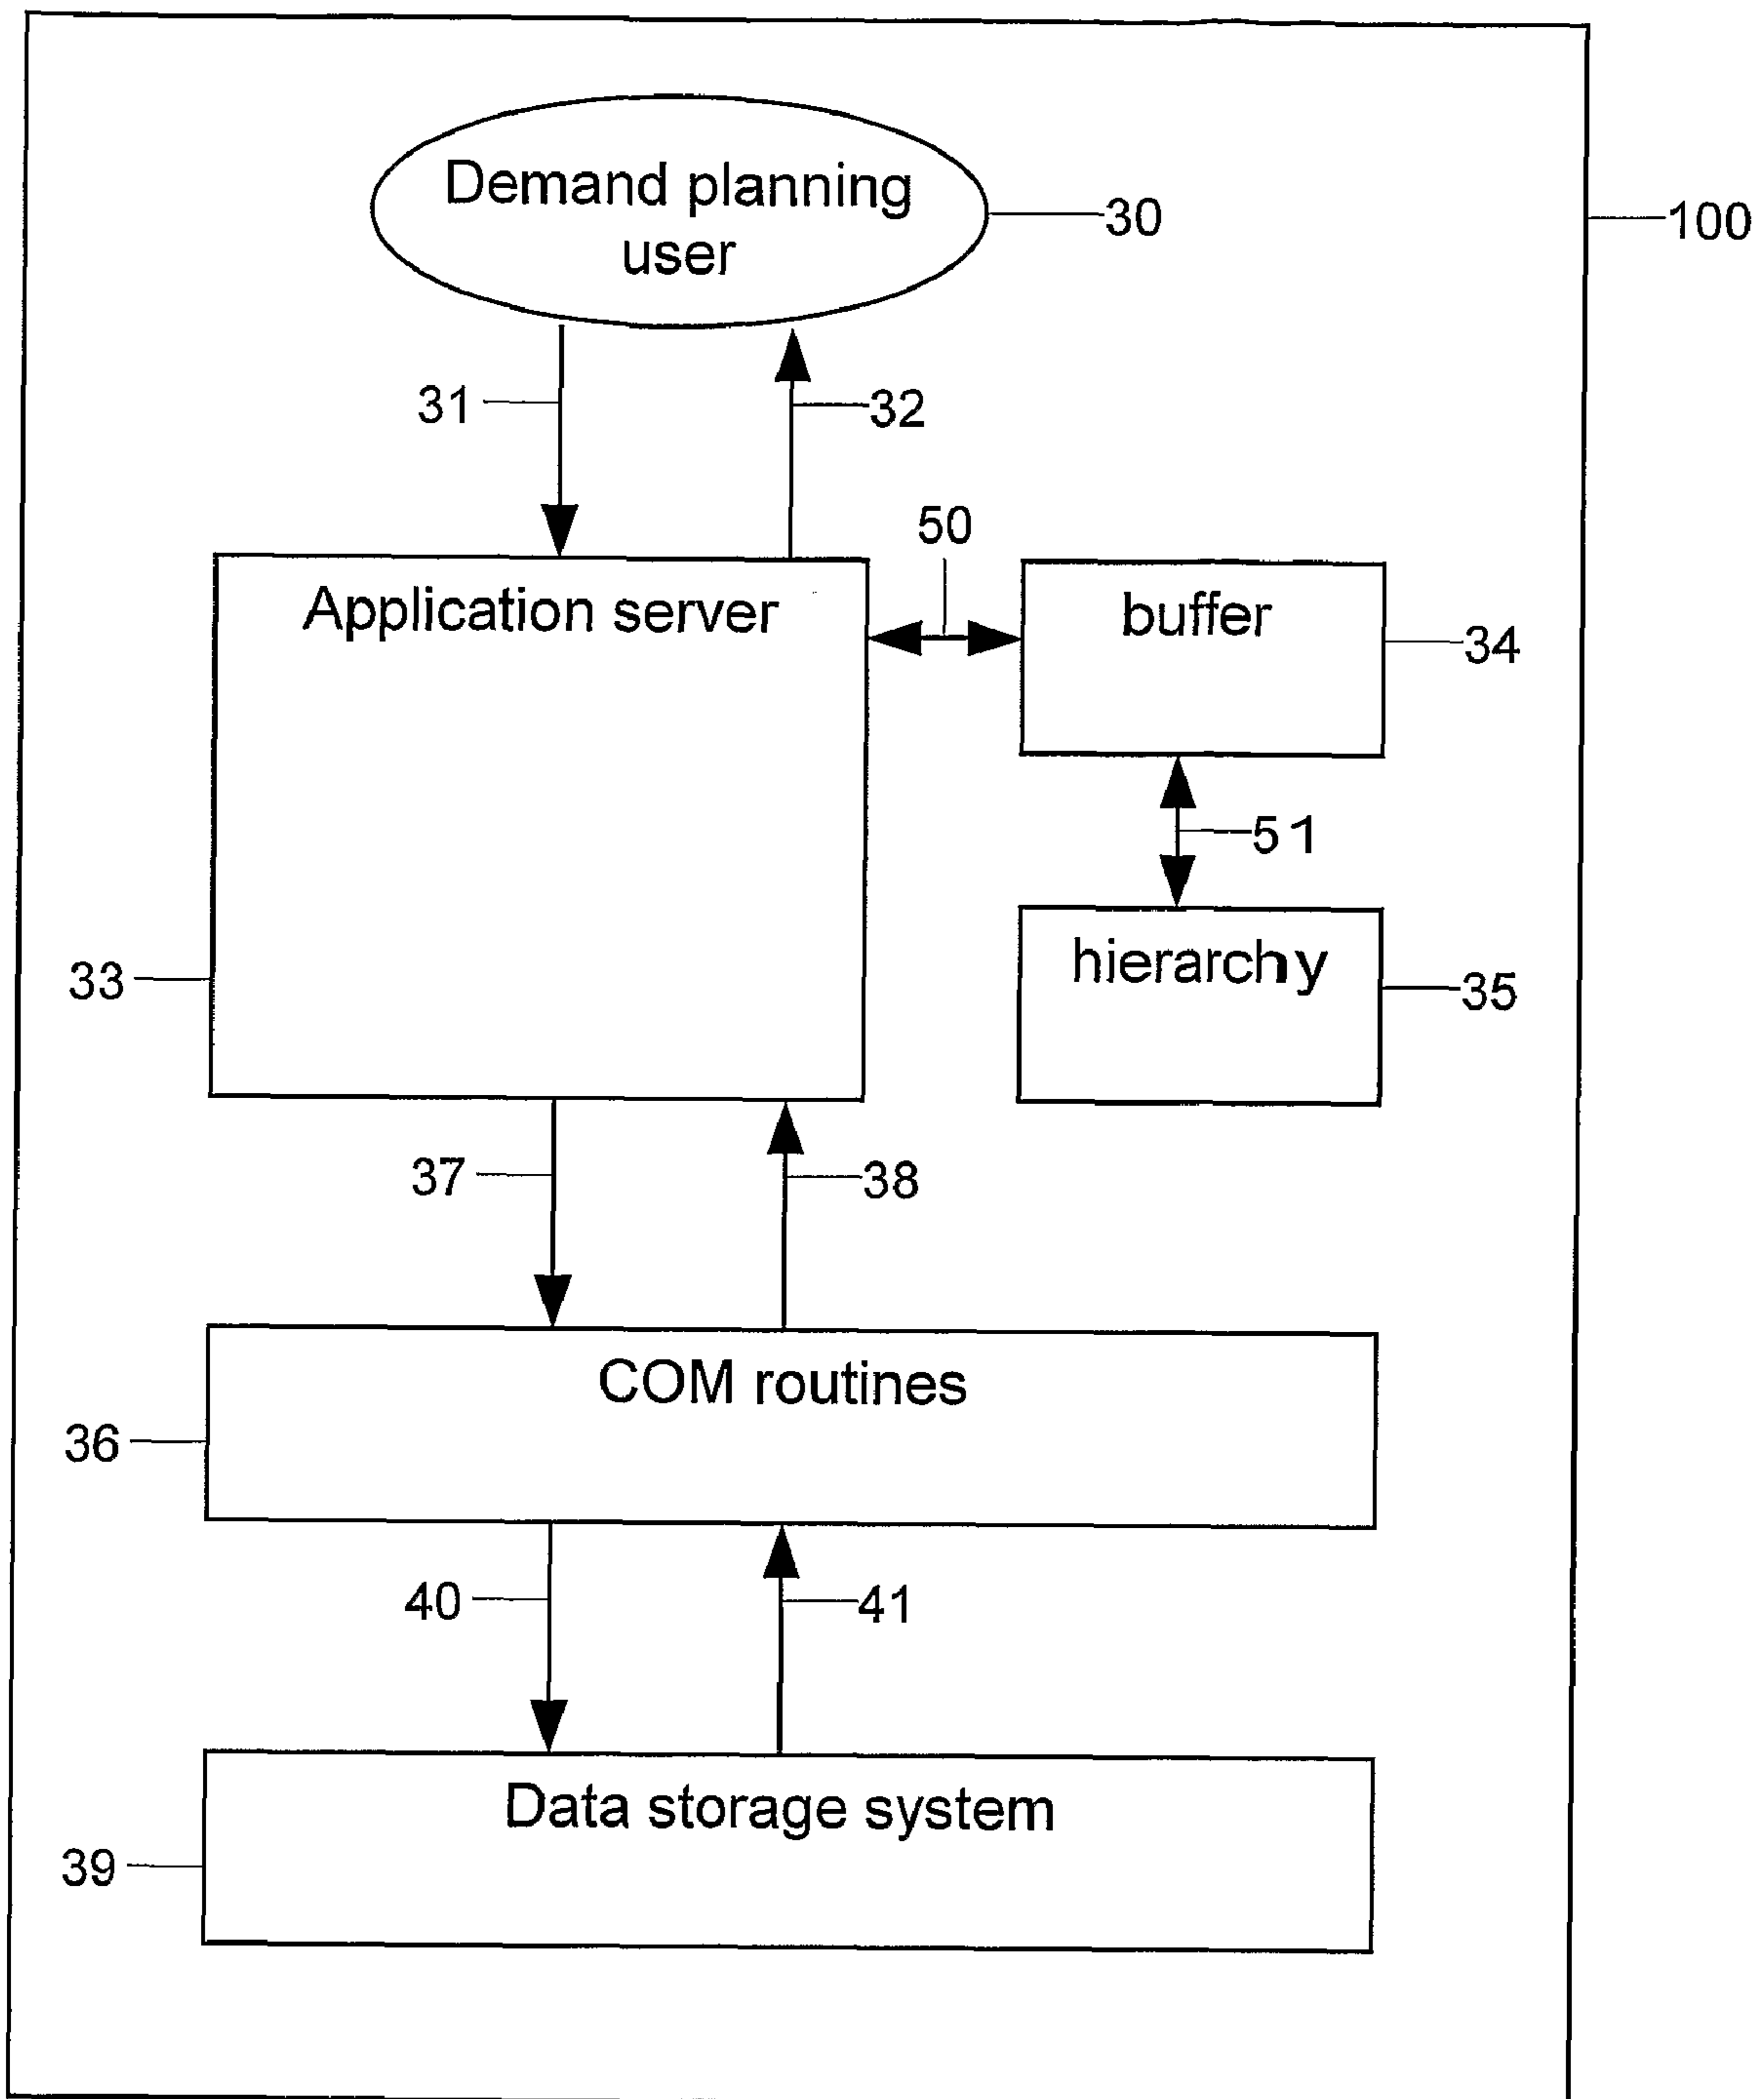 Demand planning
user
30
100
31
32
50
Application server
buffer
34
51
33
hierarchy
35
37
38
COM routines
36
40
41
Data storage system
39